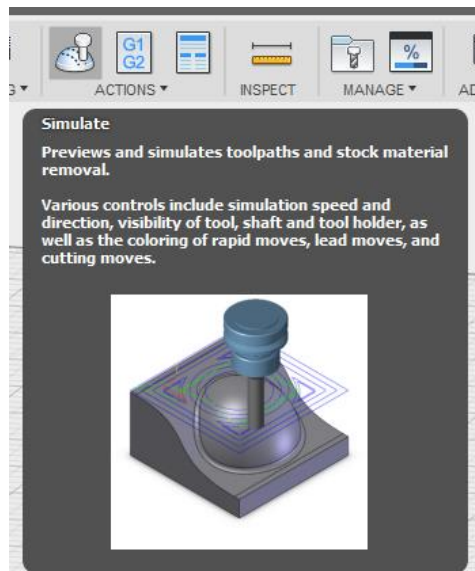 G1
G2
%
ACTIONS ▾
INSPECT
MANAGE ▾
Simulate
Previews and simulates toolpaths and stock material
removal.
Various controls include simulation speed and
direction, visibility of tool, shaft and tool holder, as
well as the coloring of rapid moves, lead moves, and
cutting moves.